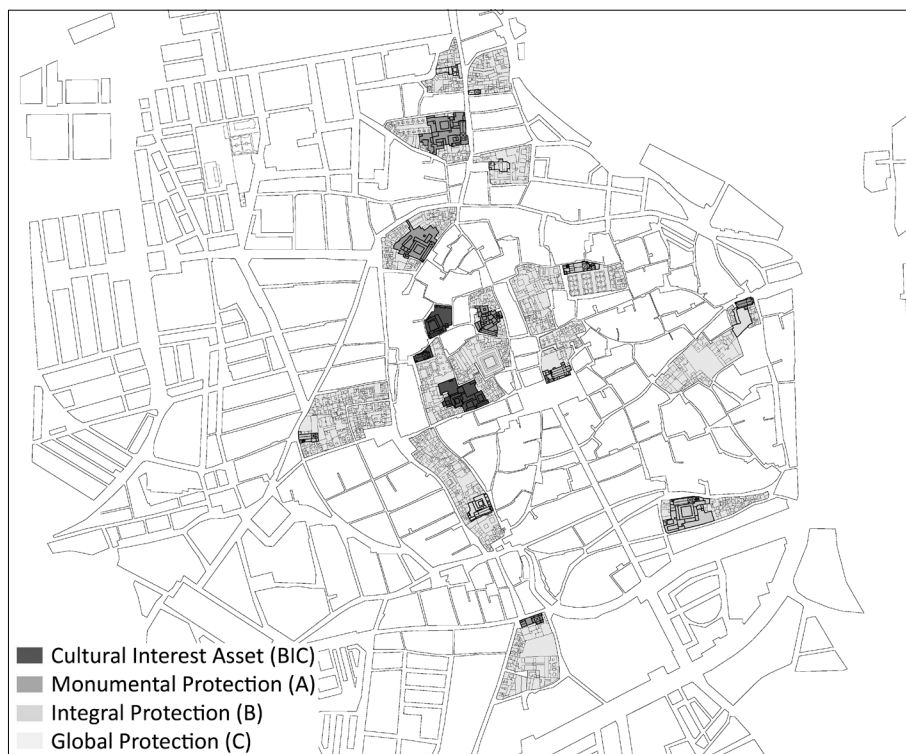 Cultural Interest Asset (BIC)
Monumental Protection (A)
Integral Protection (B)
Global Protection (C)